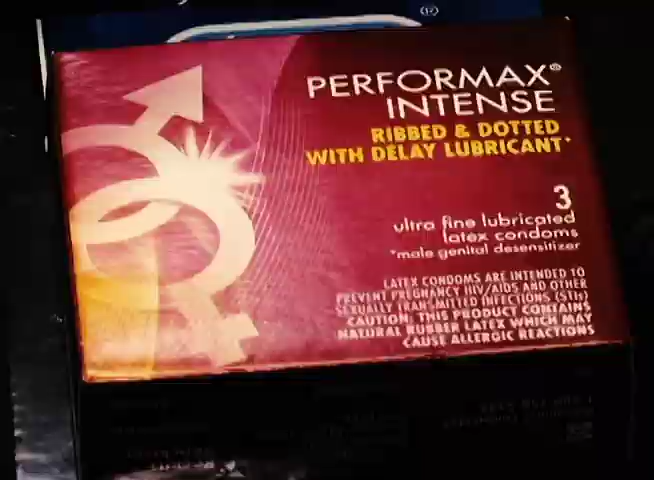 ®
PERFORMAX®
INTENSE
RIBBED & DOTTED
WITH DELAY LUBRICANT*
3
ultra fine lubricated
latex condoms
*male genital desensitizer
LATEX CONDOMS ARE INTENDED TO
PREVENT PREGNANCY HIV/AIDS AND OTHER
SEXUALLY TRANSMITTED INFECTIONS (STIs)
CAUTION: THIS PRODUCT CONTAINS
NATURAL RUBBER LATEX WHICH MAY
CAUSE ALLERGIC REACTIONS